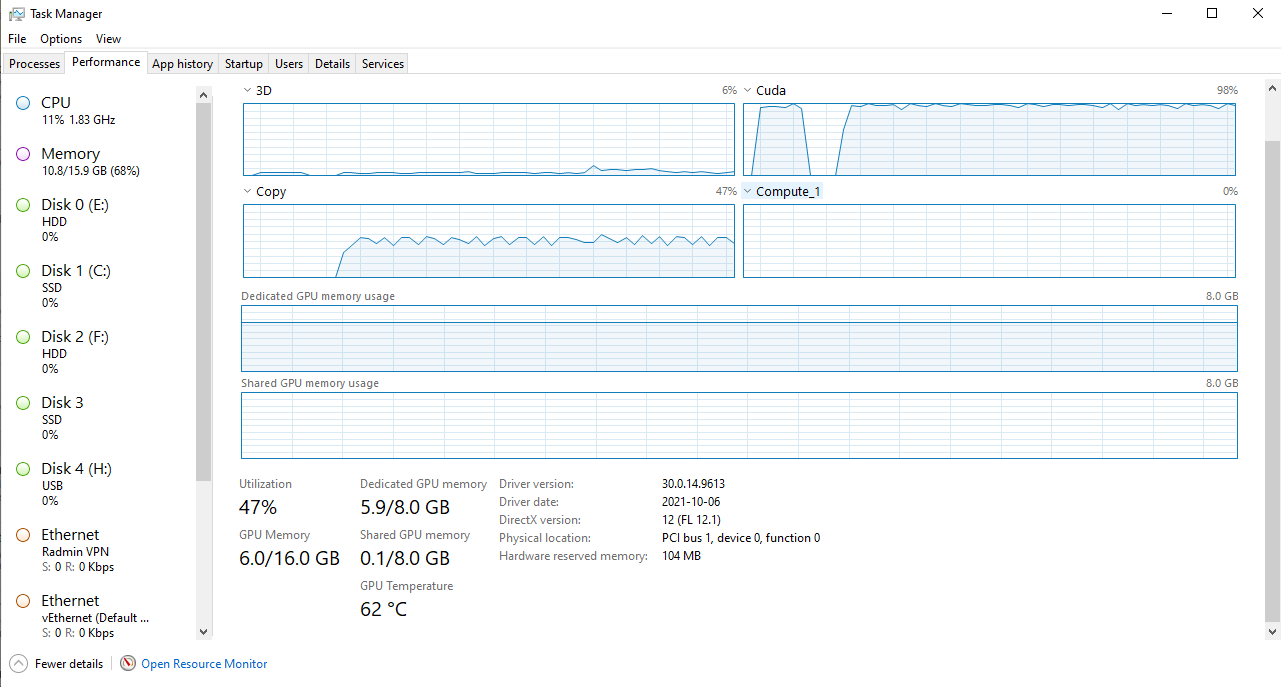 Task Manager
File Options View
Processes Performance App history Startup Users Details Services
CPU
11% 1.83 GHz
Memory
10.8/15.9 GB (68%)
Disk 0 (E:)
HDD
0%
Disk 1 (C:)
SSD
0%
Disk 2 (F:)
HDD
0%
Disk 3
SSD
0%
Disk 4 (H:)
USB
0%
Ethernet
Radmin VPN
S: 0 R: 0 Kbps
Ethernet
vEthernet (Default ...
S: 0 R: 0 Kbps
3D 6%
Cuda 98%
Copy 47%
Compute_1 0%
Dedicated GPU memory usage 8.0 GB
Shared GPU memory usage 8.0 GB
Utilization
47%
Dedicated GPU memory
5.9/8.0 GB
GPU Memory
6.0/16.0 GB
Shared GPU memory
0.1/8.0 GB
GPU Temperature
62 °C
Driver version: 30.0.14.9613
Driver date: 2021-10-06
DirectX version: 12 (FL 12.1)
Physical location: PCI bus 1, device 0, function 0
Hardware reserved memory: 104 MB
Fewer details Open Resource Monitor